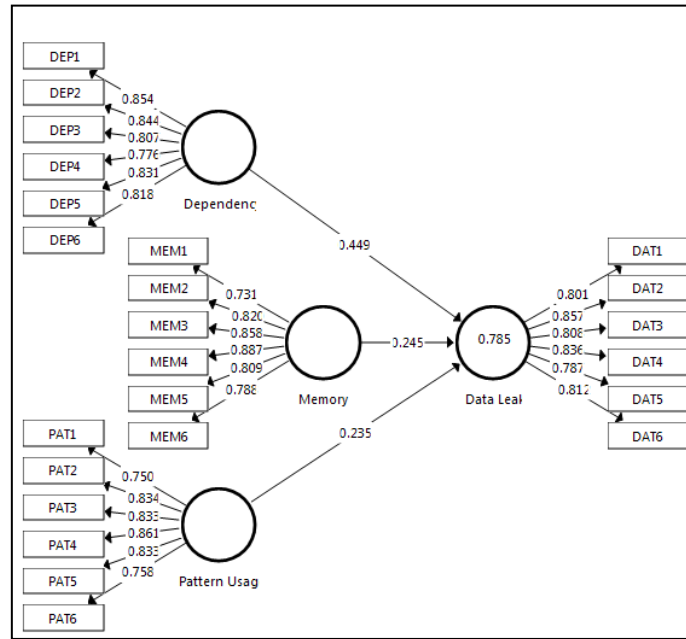 DEP1
DEP2
DEP3
DEP4
DEP5
DEP6
0.854
0.844
0.807
0.776
0.831
0.818
Dependency
0.449
MEM1
MEM2
MEM3
MEM4
MEM5
MEM6
0.731
0.820
0.858
0.887
0.809
0.788
Memory
0.245
0.785
Data Leak
DAT1
DAT2
DAT3
DAT4
DAT5
DAT6
0.801
0.857
0.808
0.836
0.787
0.812
PAT1
PAT2
PAT3
PAT4
PAT5
PAT6
0.750
0.834
0.833
0.861
0.833
0.758
Pattern Usag
0.235